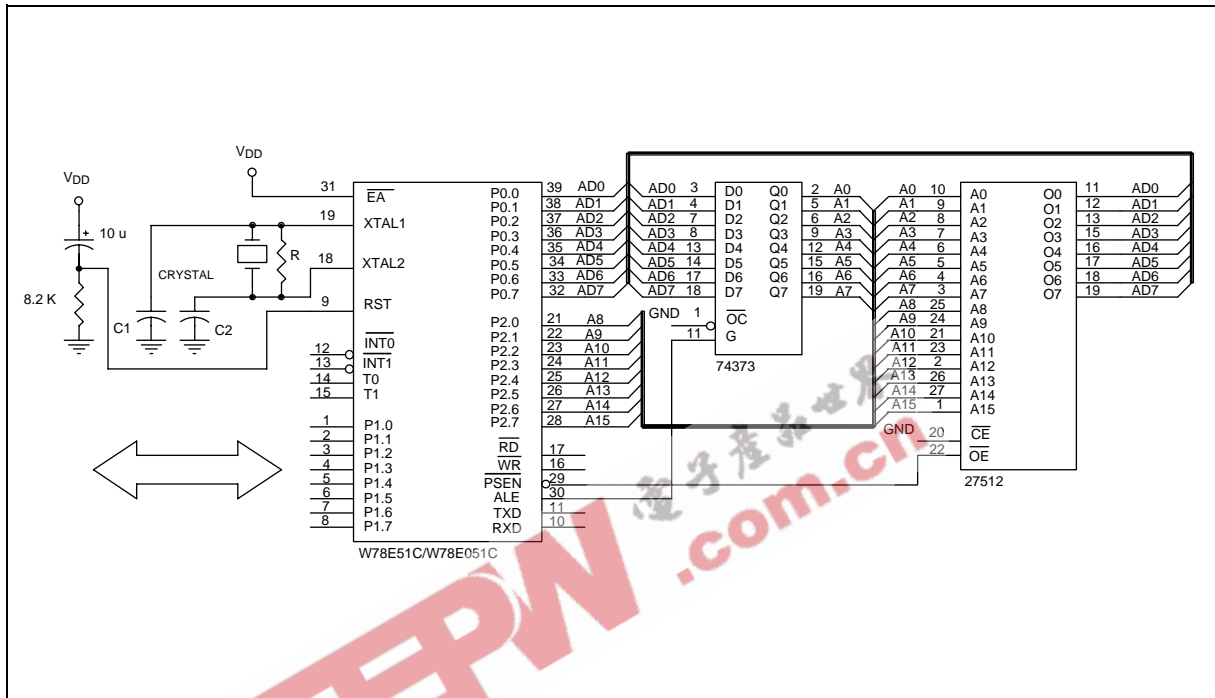 VDD
VDD
10 u
+
8.2 K
C1
C2
CRYSTAL
R
31 EA
19 XTAL1
18 XTAL2
9 RST
12 INT0
13 INT1
14 T0
15 T1
1 P1.0
2 P1.1
3 P1.2
4 P1.3
5 P1.4
6 P1.5
7 P1.6
8 P1.7
P0.0 39 AD0
P0.1 38 AD1
P0.2 37 AD2
P0.3 36 AD3
P0.4 35 AD4
P0.5 34 AD5
P0.6 33 AD6
P0.7 32 AD7
P2.0 21 A8
P2.1 22 A9
P2.2 23 A10
P2.3 24 A11
P2.4 25 A12
P2.5 26 A13
P2.6 27 A14
P2.7 28 A15
RD 17
WR 16
PSEN 29
ALE 30
TXD 11
RXD 10
W78E51C/W78E051C
AD0 3 D0 Q0 2 A0
AD1 4 D1 Q1 5 A1
AD2 7 D2 Q2 6 A2
AD3 8 D3 Q3 9 A3
AD4 13 D4 Q4 12 A4
AD5 14 D5 Q5 15 A5
AD6 17 D6 Q6 16 A6
AD7 18 D7 Q7 19 A7
GND 1 OC
11 G
74373
A0 10 A0 O0 11 AD0
A1 9 A1 O1 12 AD1
A2 8 A2 O2 13 AD2
A3 7 A3 O3 15 AD3
A4 6 A4 O4 16 AD4
A5 5 A5 O5 17 AD5
A6 4 A6 O6 18 AD6
A7 3 A7 O7 19 AD7
A8 25 A8
A9 24 A9
A10 21 A10
A11 23 A11
A12 2 A12
A13 26 A13
A14 27 A14
A15 1 A15
GND 20 CE
22 OE
27512
電子產品世界
EEPW.com.cn